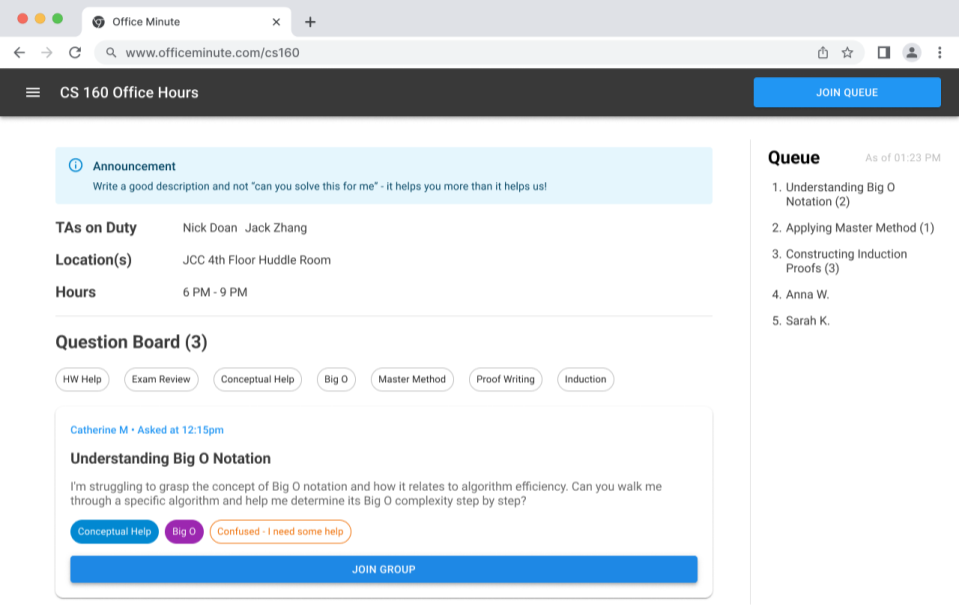 Office Minute
www.officeminute.com/cs160
CS 160 Office Hours
JOIN QUEUE
Announcement
Write a good description and not "can you solve this for me" - it helps you more than it helps us!
TAs on Duty
Nick Doan Jack Zhang
Location(s)
JCC 4th Floor Huddle Room
Hours
6 PM - 9 PM
Question Board (3)
HW Help
Exam Review
Conceptual Help
Big O
Master Method
Proof Writing
Induction
Catherine M • Asked at 12:15pm
Understanding Big O Notation
I'm struggling to grasp the concept of Big O notation and how it relates to algorithm efficiency. Can you walk me
through a specific algorithm and help me determine its Big O complexity step by step?
Conceptual Help
Big O
Confused - I need some help
JOIN GROUP
Queue
As of 01:23 PM
1. Understanding Big O
Notation (2)
2. Applying Master Method (1)
3. Constructing Induction
Proofs (3)
4. Anna W.
5. Sarah K.